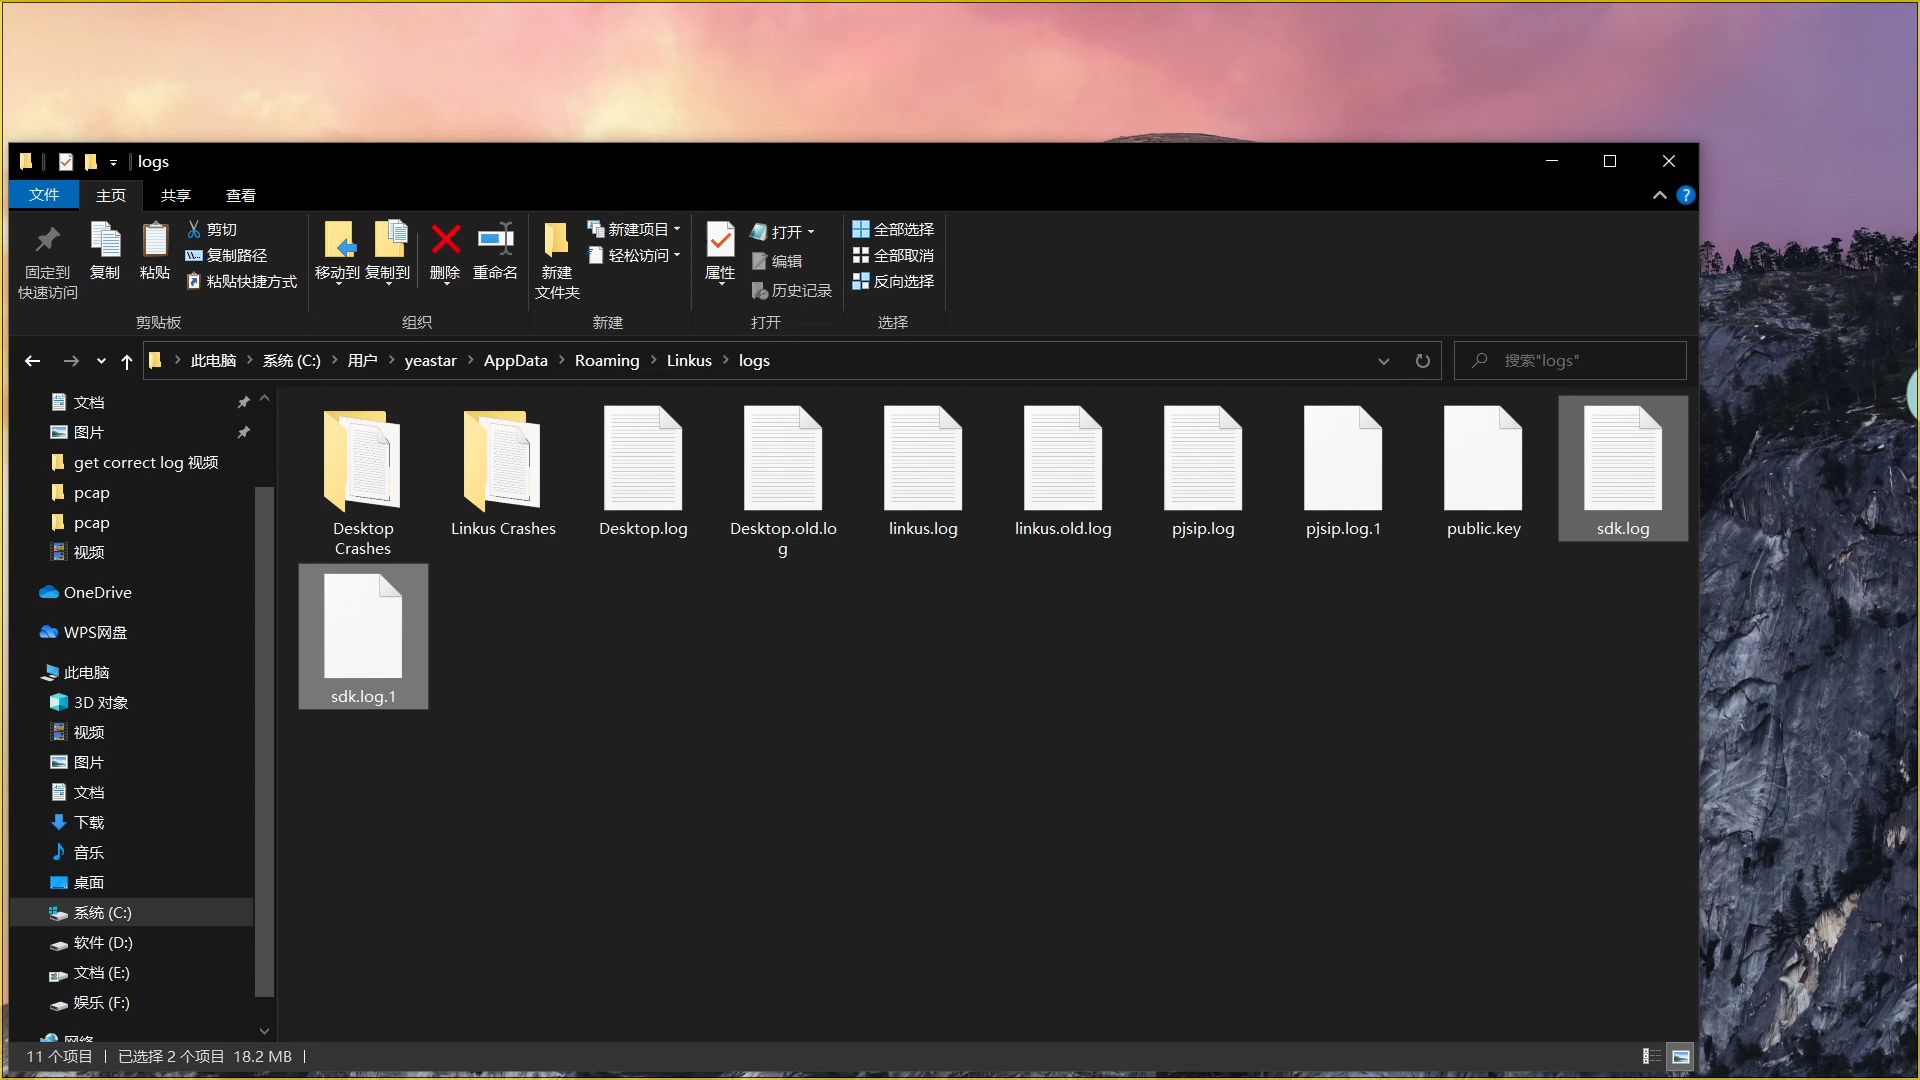 logs
文件 主页 共享 查看
固定到
快速访问
复制
粘贴
剪切
复制路径
粘贴快捷方式
剪贴板
移动到
复制到
删除
重命名
组织
新建
文件夹
新建项目
轻松访问
新建
属性
打开
编辑
历史记录
打开
全部选择
全部取消
反向选择
选择
此电脑 系统 (C:) 用户 yeastar AppData Roaming Linkus logs
搜索"logs"
文档
图片
get correct log 视频
pcap
pcap
视频
OneDrive
WPS网盘
此电脑
3D 对象
视频
图片
文档
下载
音乐
桌面
系统 (C:)
软件 (D:)
文档 (E:)
娱乐 (F:)
网络
Desktop
Crashes
Linkus Crashes
Desktop.log
Desktop.old.lo
g
linkus.log
linkus.old.log
pjsip.log
pjsip.log.1
public.key
sdk.log
sdk.log.1
11 个项目 已选择 2 个项目 18.2 MB